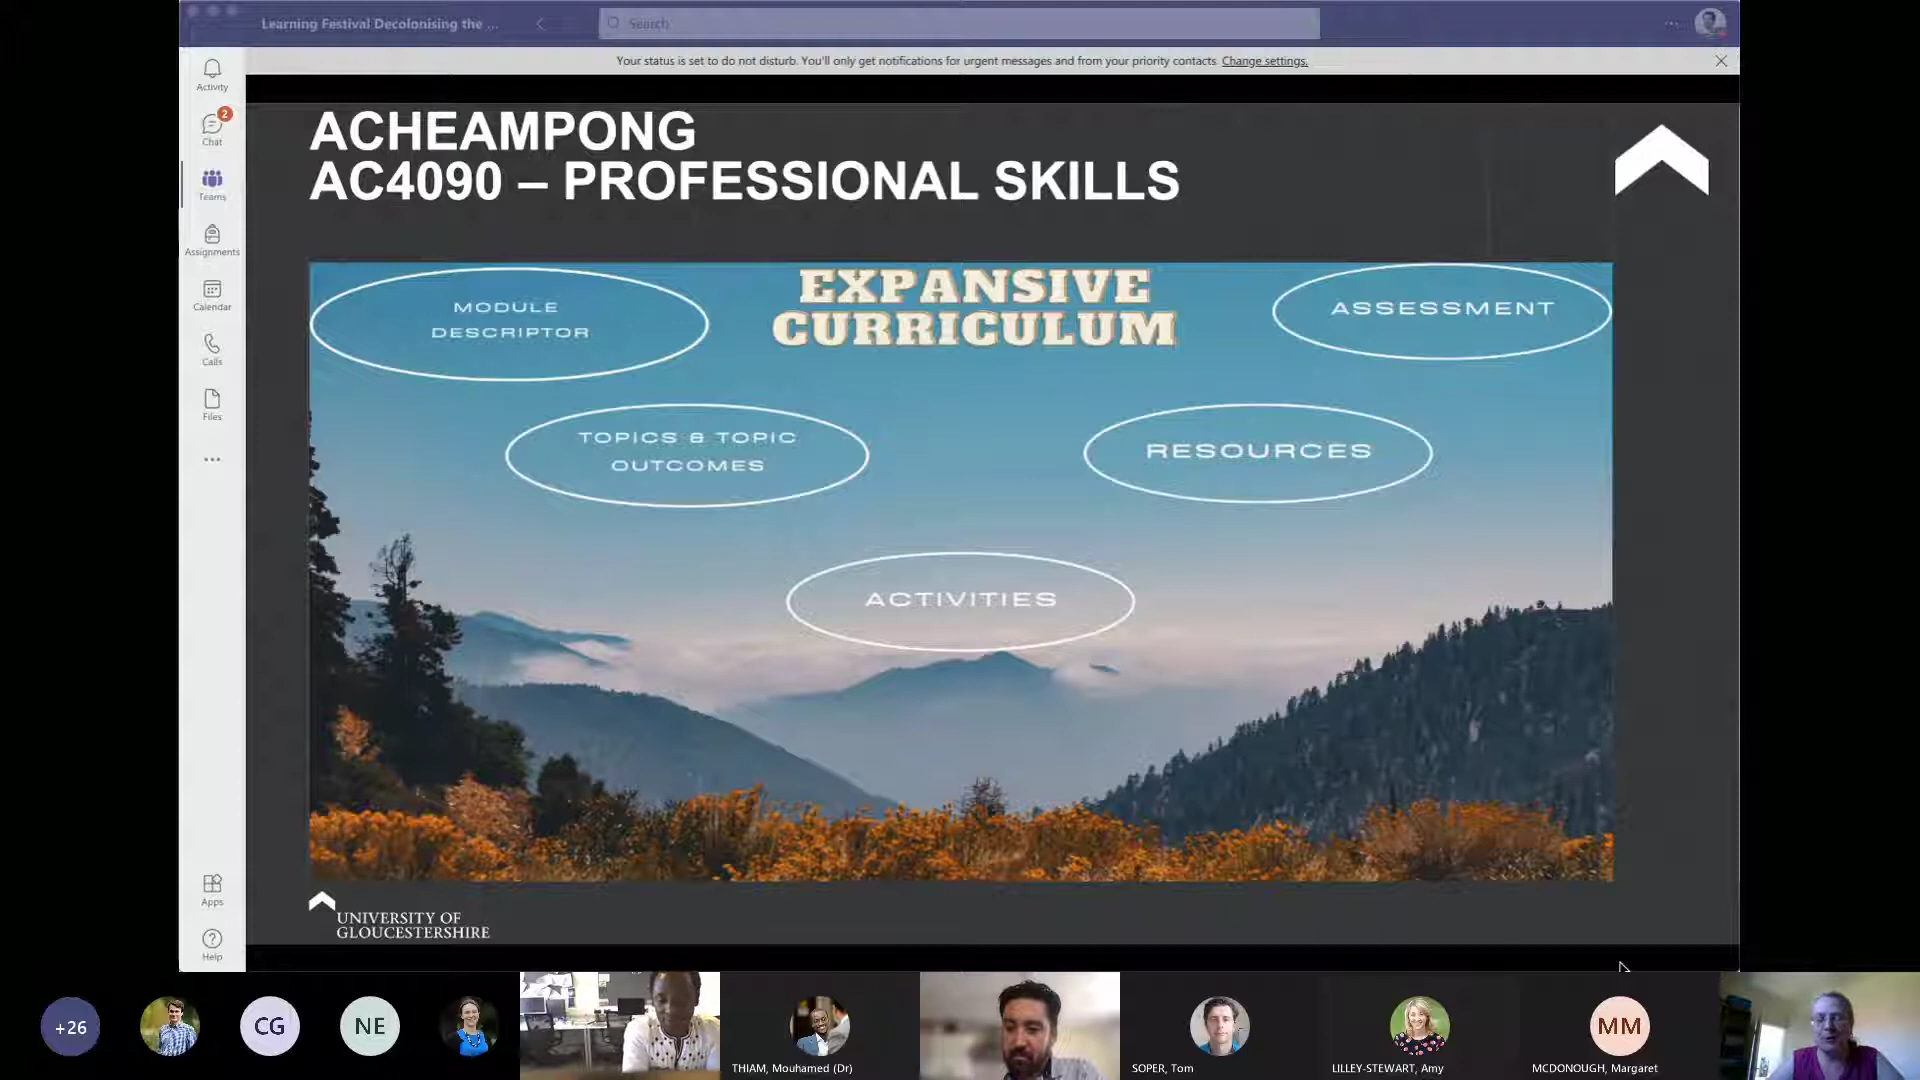 Learning Festival Decolonising the ...
Search
Your status is set to do not disturb. You'll only get notifications for urgent messages and from your priority contacts. Change settings.
Activity
2
Chat
Teams
Assignments
Calendar
Calls
Files
Apps
Help
ACHEAMPONG
AC4090 – PROFESSIONAL SKILLS
EXPANSIVE
CURRICULUM
MODULE
DESCRIPTOR
ASSESSMENT
TOPICS & TOPIC
OUTCOMES
RESOURCES
ACTIVITIES
UNIVERSITY OF
GLOUCESTERSHIRE
+26
CG
NE
THIAM, Mouhamed (Dr)
SOPER, Tom
LILLEY-STEWART, Amy
MM
MCDONOUGH, Margaret